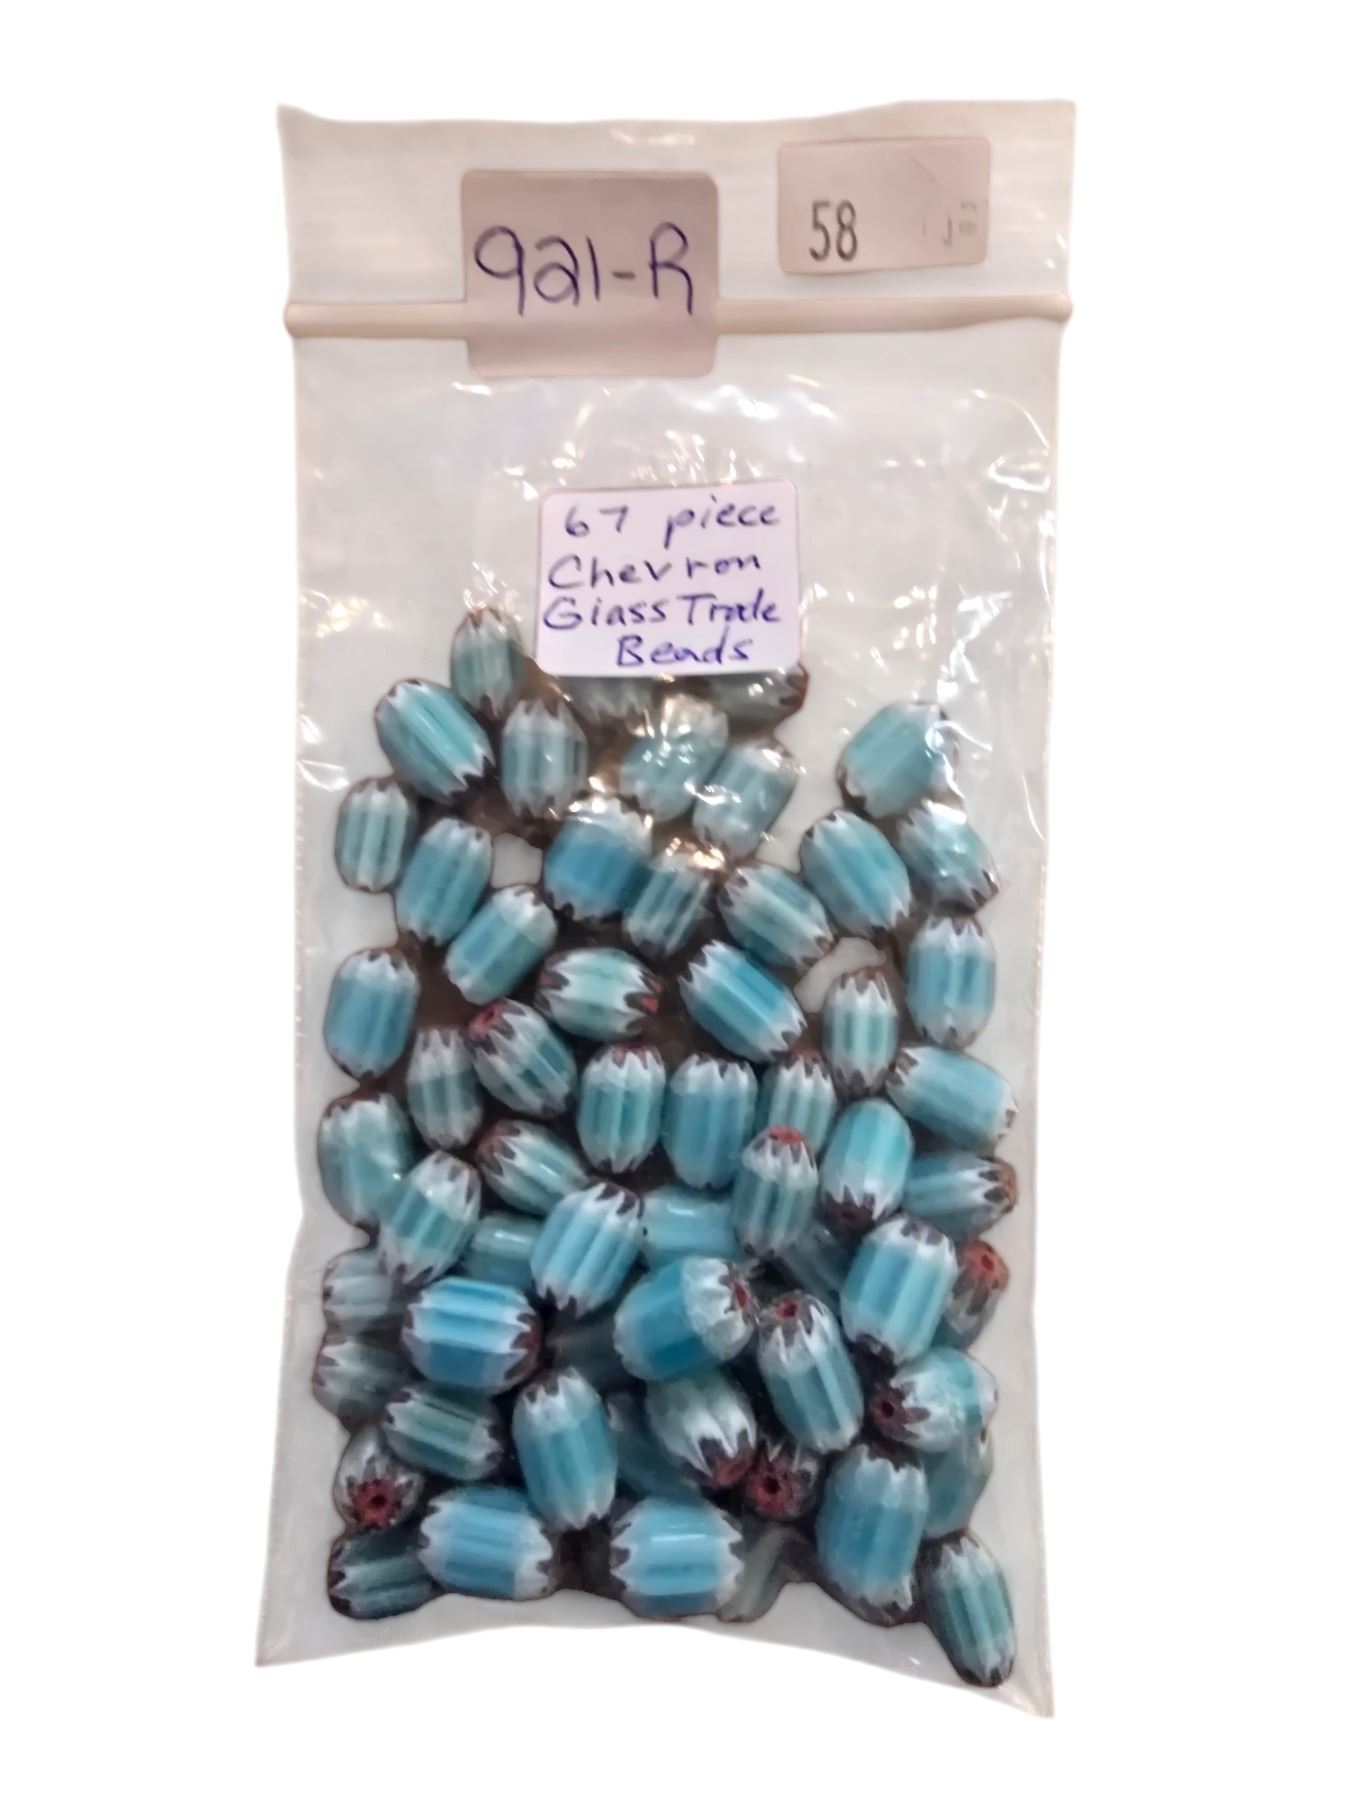 921-R
58
67 piece
Chevron
Glass Trade
Beads